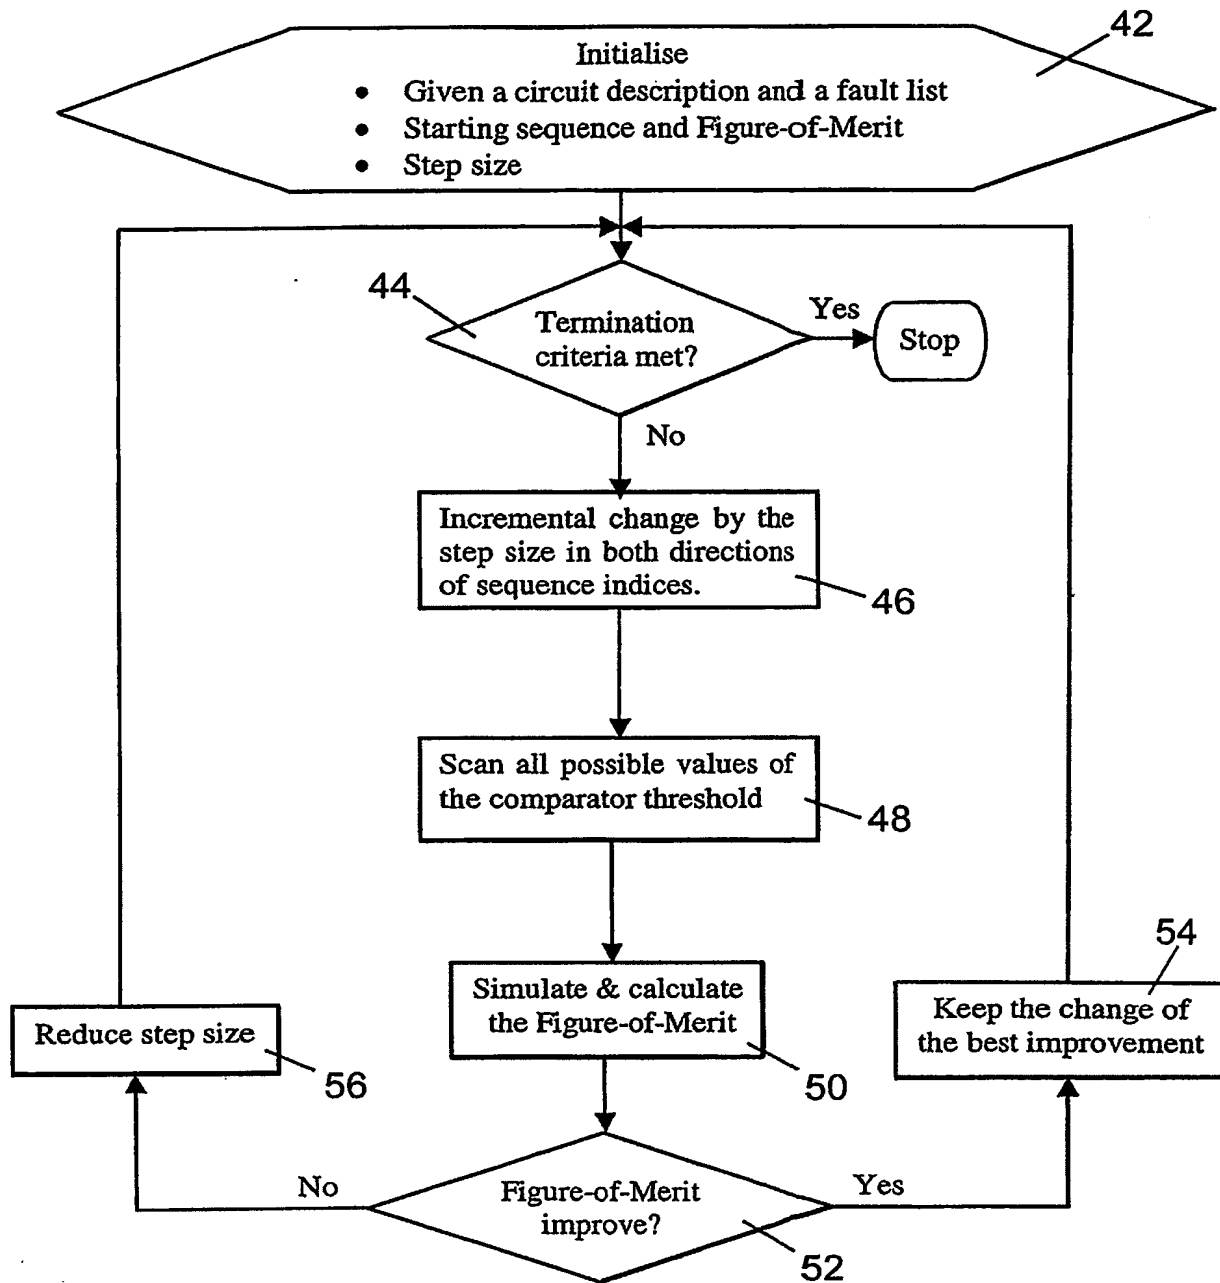 42
Initialise
• Given a circuit description and a fault list
• Starting sequence and Figure-of-Merit
• Step size
44
Termination
criteria met?
Yes
Stop
No
Incremental change by the
step size in both directions
of sequence indices.
46
Scan all possible values of
the comparator threshold
48
Simulate & calculate
the Figure-of-Merit
50
54
Keep the change of
the best improvement
Reduce step size
56
No
Figure-of-Merit
improve?
Yes
52